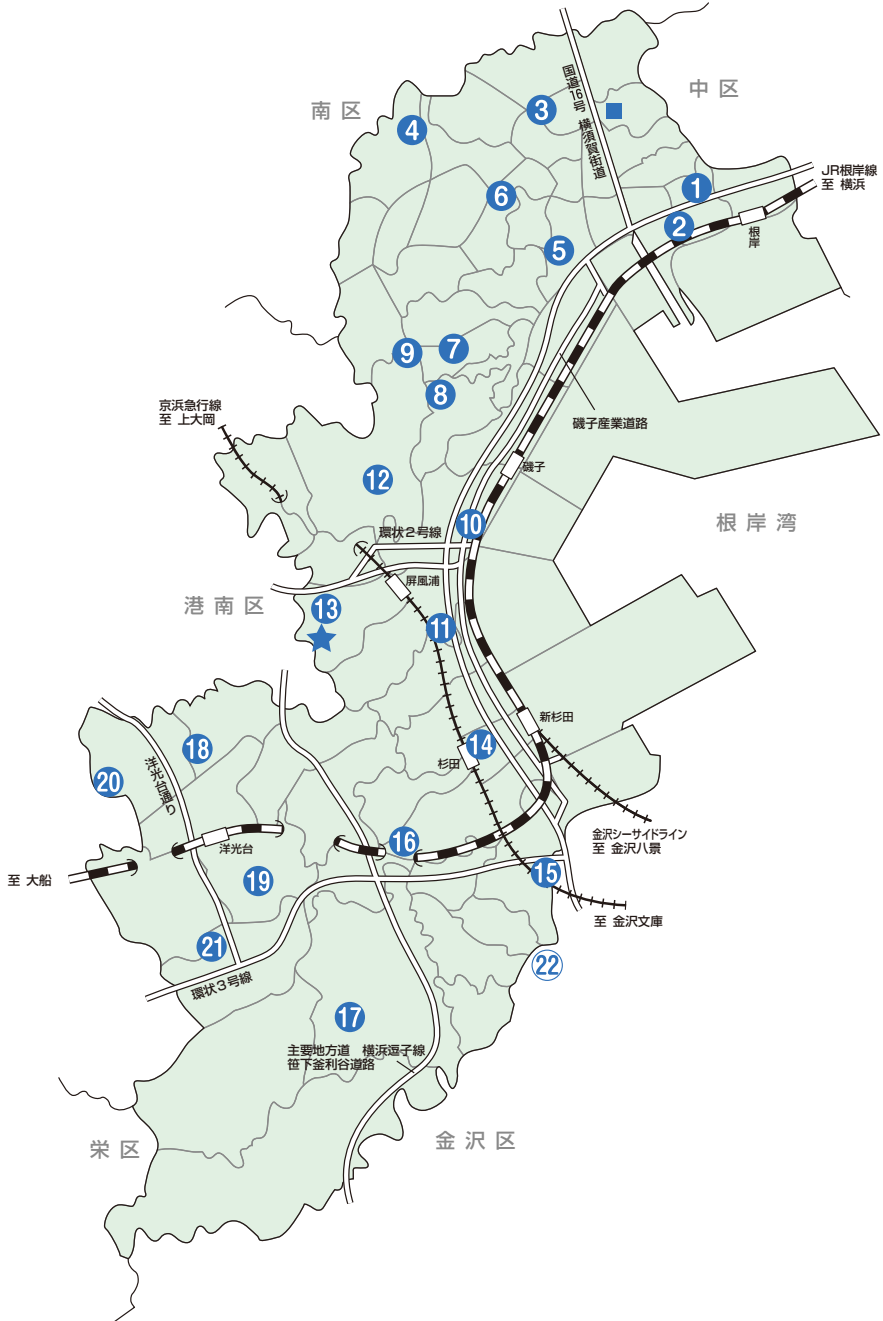 国道16号 横須賀街道
中区
南区
3
4
JR根岸線
至 横浜
1
6
2
根岸
5
9
7
8
京浜急行線
至 上大岡
磯子産業道路
磯子
12
根岸湾
10
環状2号線
屏風浦
港南区
13
11
新杉田
14
杉田
18
洋光台通り
20
金沢シーサイドライン
至 金沢八景
16
洋光台
15
至 大船
19
至 金沢文庫
21
22
環状3号線
17
主要地方道 横浜逗子線
笹下釜利谷道路
栄区
金沢区